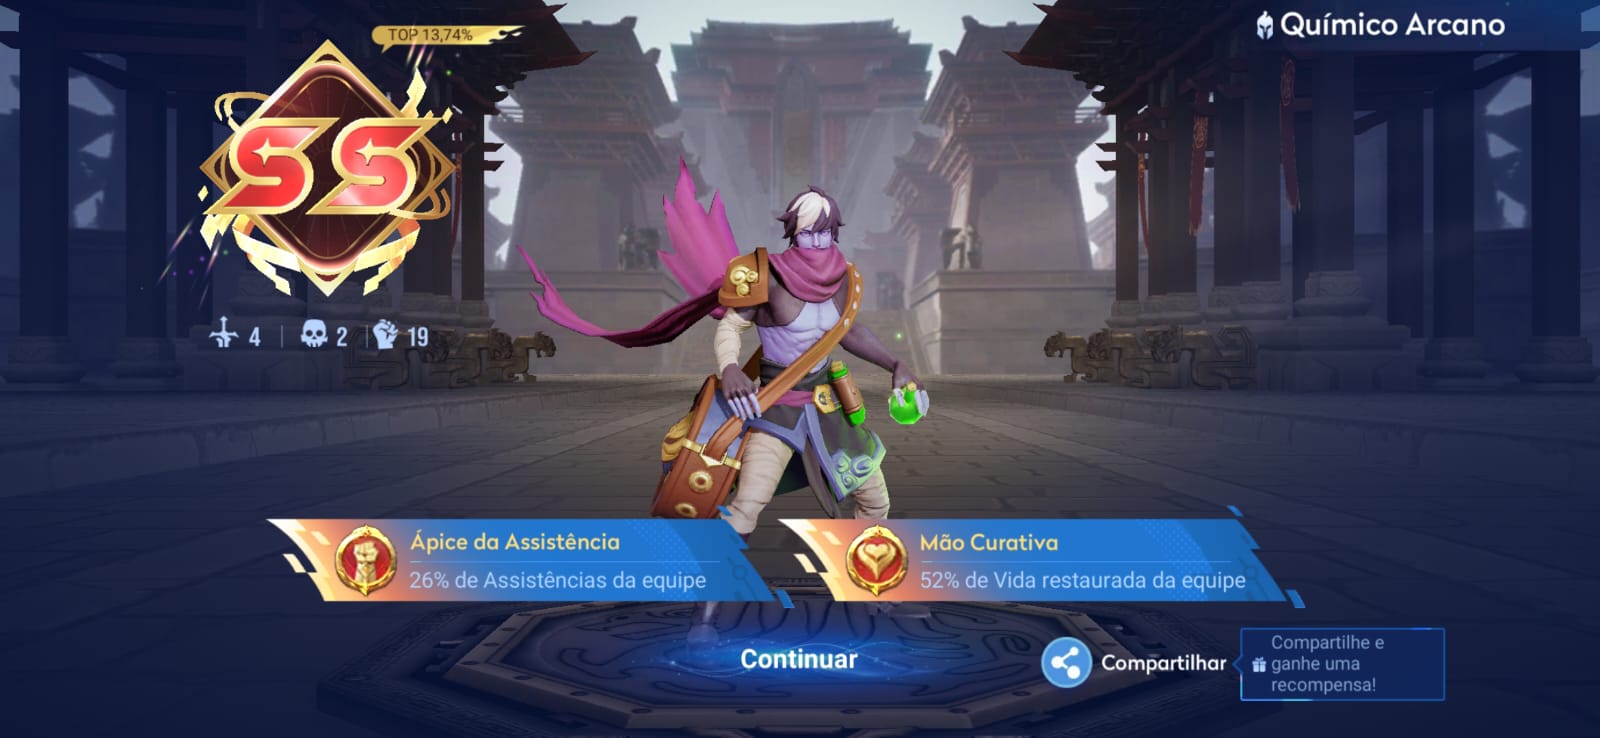 TOP 13,74%
Químico Arcano
SS
4 | 2 | 19
Ápice da Assistência
26% de Assistências da equipe
Mão Curativa
52% de Vida restaurada da equipe
Continuar
Compartilhar
Compartilhe e
ganhe uma
recompensa!